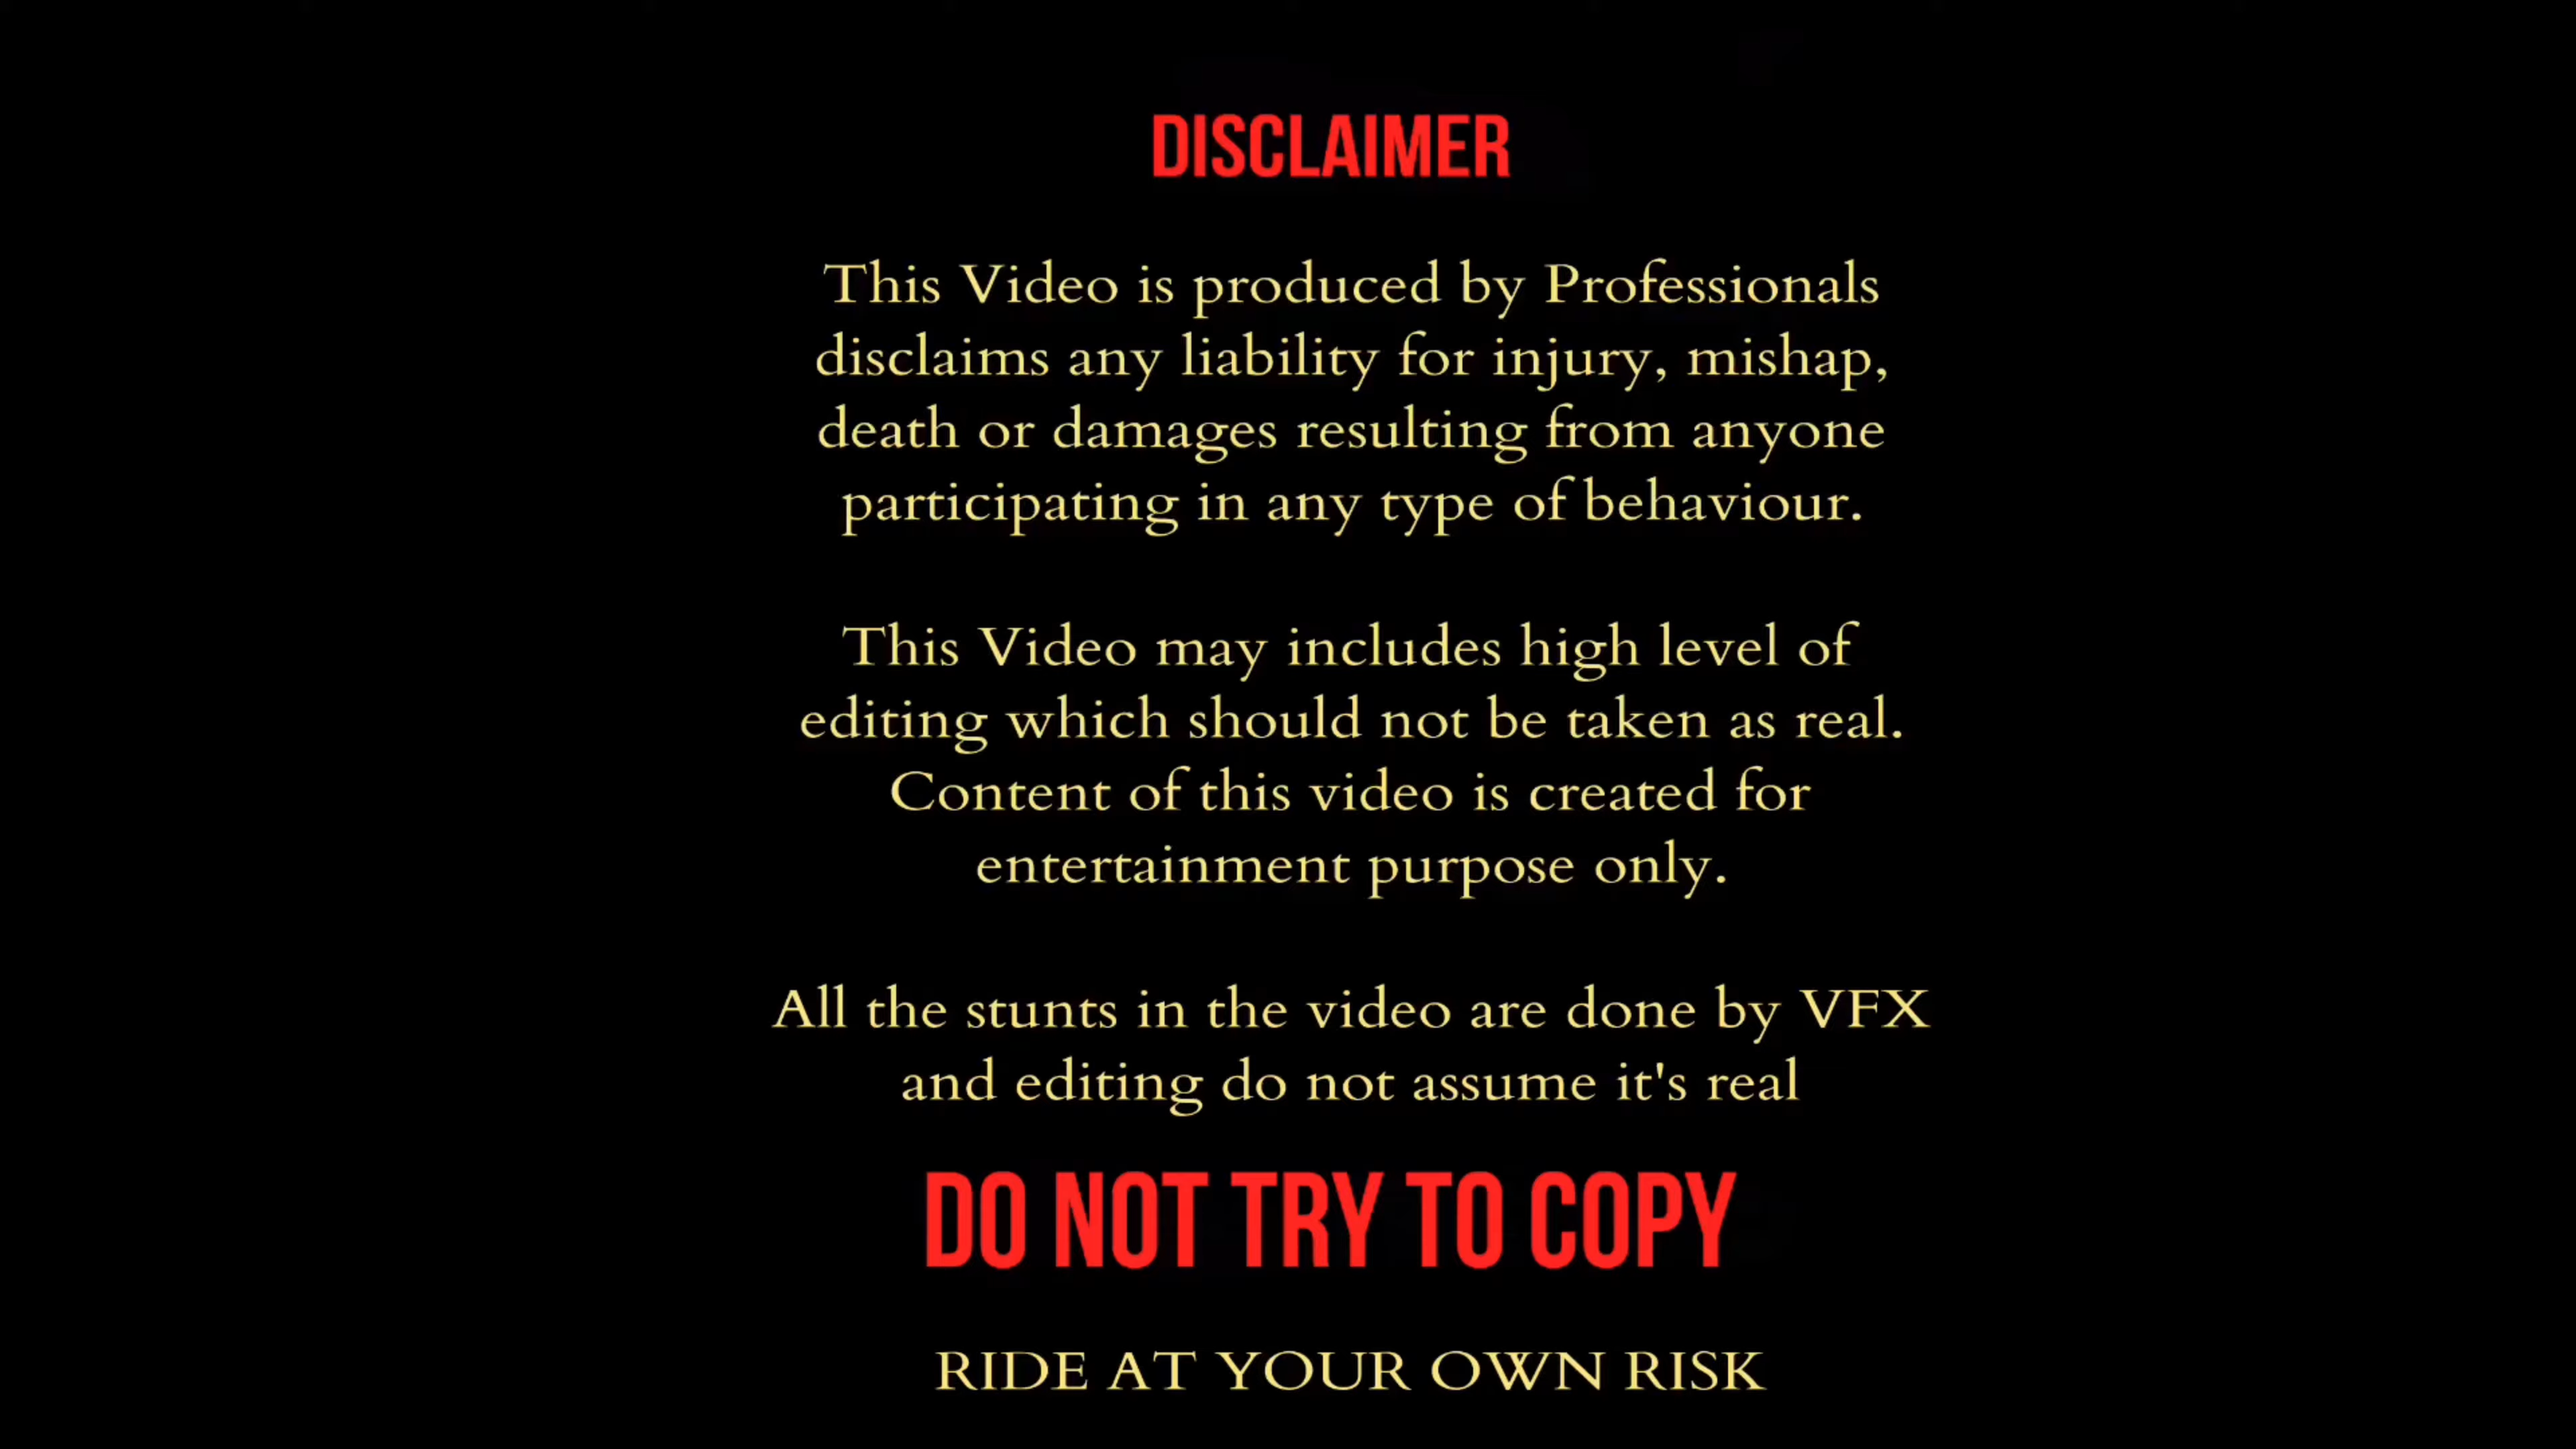 DISCLAIMER
This Video is produced by Professionals
disclaims any liability for injury, mishap,
death or damages resulting from anyone
participating in any type of behaviour.
This Video may includes high level of
editing which should not be taken as real.
Content of this video is created for
entertainment purpose only.
All the stunts in the video are done by VFX
and editing do not assume it's real
DO NOT TRY TO COPY
RIDE AT YOUR OWN RISK